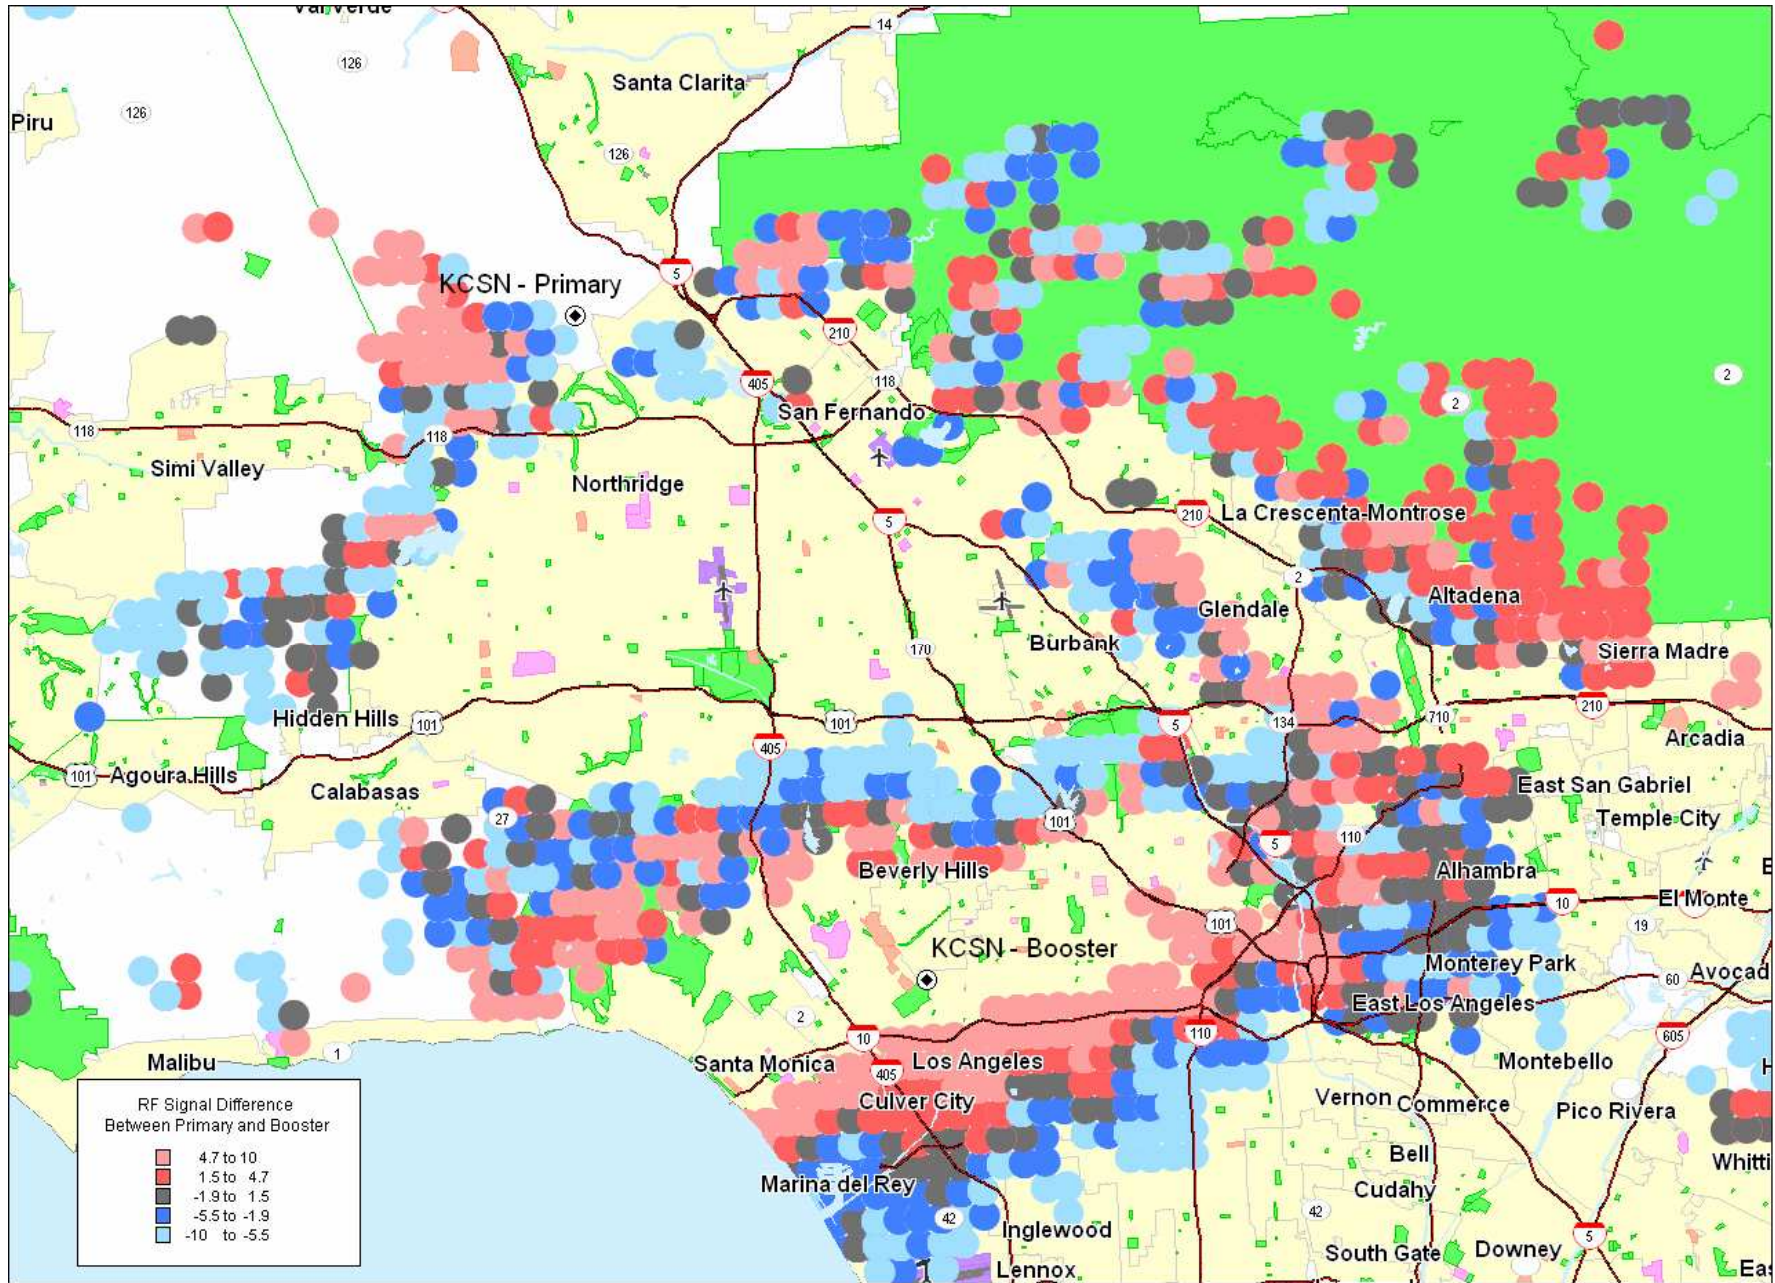 Val Verde
14
126
Santa Clarita
126
Piru
126
KCSN - Primary
5
210
405
118
2
2
San Fernando
118
118
Simi Valley
Northridge
5
210
La Crescenta-Montrose
2
Altadena
Glendale
Burbank
170
Sierra Madre
Hidden Hills
101
101
5
134
710
210
Arcadia
405
101
Agoura Hills
Calabasas
East San Gabriel
27
101
Temple City
5
110
Beverly Hills
Alhambra
El Monte
10
101
19
KCSN - Booster
Monterey Park
60
Avocad
East Los Angeles
2
10
110
605
1
Malibu
Santa Monica
Los Angeles
Montebello
H
405
Culver City
Vernon
Commerce
Pico Rivera
RF Signal Difference
Between Primary and Booster
4.7 to 10
1.5 to 4.7
-1.9 to 1.5
-5.5 to -1.9
-10 to -5.5
Bell
Whitti
Marina del Rey
Cudahy
42
42
Inglewood
South Gate
Downey
5
Lennox
Eas